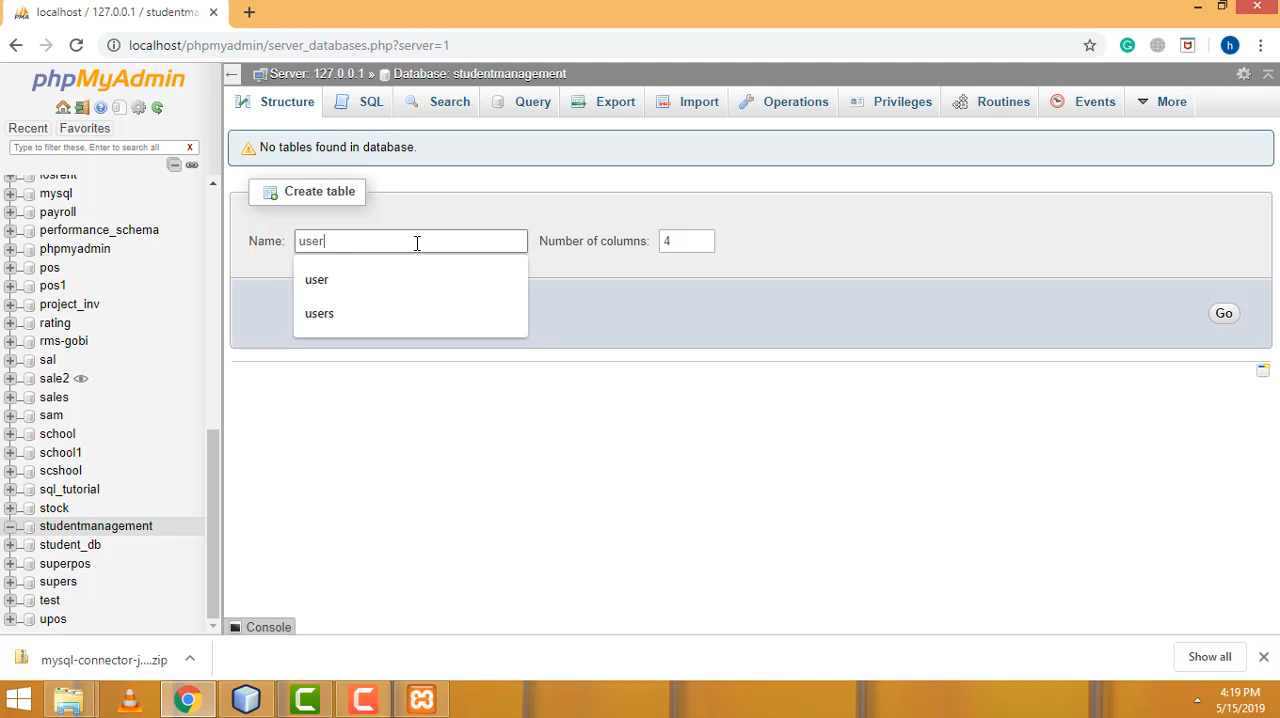 localhost / 127.0.0.1 / studentm
localhost/phpmyadmin/server_databases.php?server=1
h
phpMyAdmin
Recent
Favorites
Type to filter these, Enter to search all
X
mysql
payroll
performance_schema
phpmyadmin
pos
pos1
project_inv
rating
rms-gobi
sal
sale2
sales
sam
school
school1
scshool
sql_tutorial
stock
studentmanagement
student_db
superpos
supers
test
upos
Server: 127.0.0.1 » Database: studentmanagement
Structure
SQL
Search
Query
Export
Import
Operations
Privileges
Routines
Events
More
No tables found in database.
Create table
Name:
user
Number of columns:
4
user
users
Go
Console
mysql-connector-j....zip
Show all
4:19 PM
5/15/2019